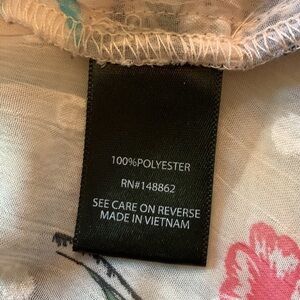 100%POLYESTER
RN#148862
SEE CARE ON REVERSE
MADE IN VIETNAM